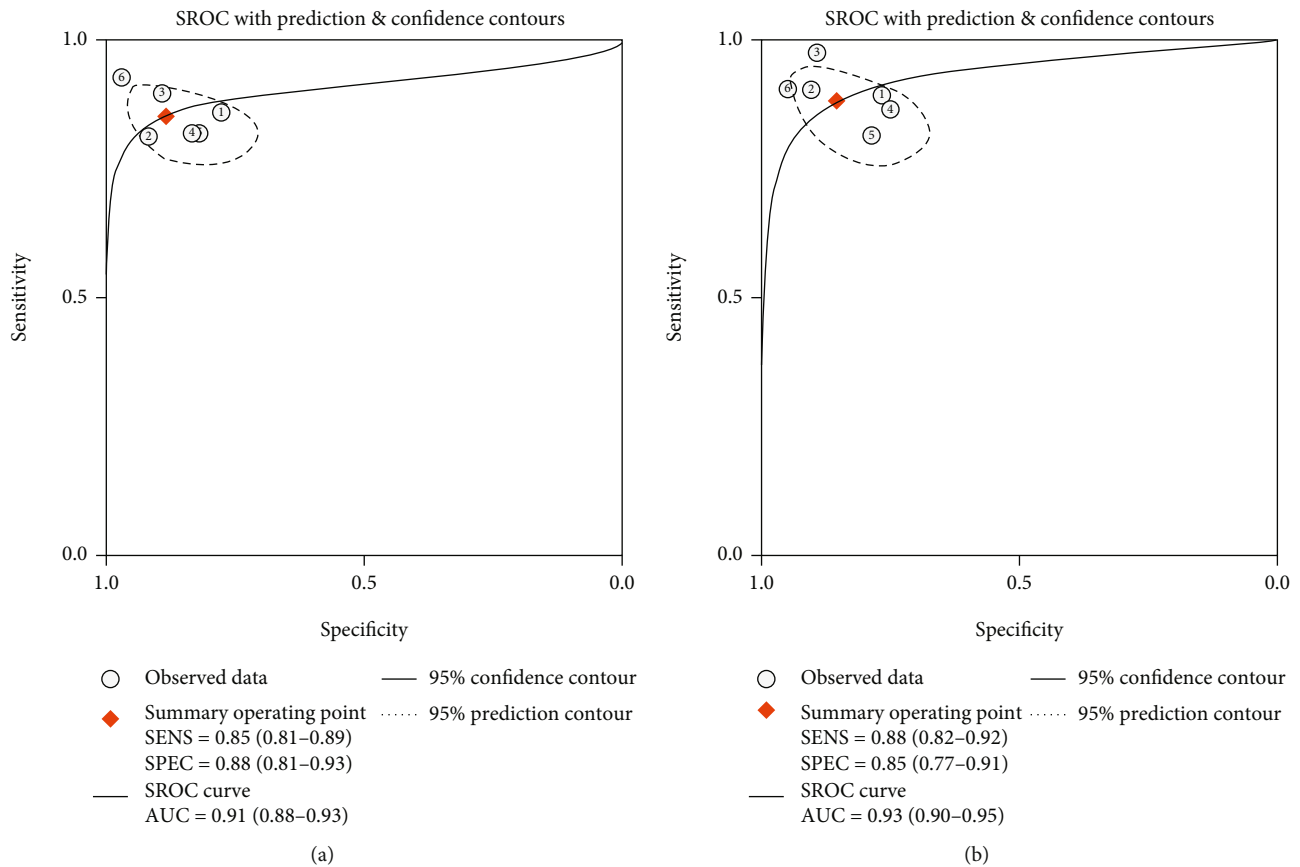 SROC with prediction & confidence contours
1.0
0.5
0.0
Sensitivity
6
3
1
2
4
1.0
0.5
0.0
Specificity
Observed data
95% confidence contour
Summary operating point
95% prediction contour
SENS = 0.85 (0.81–0.89)
SPEC = 0.88 (0.81–0.93)
SROC curve
AUC = 0.91 (0.88–0.93)
(a)
SROC with prediction & confidence contours
1.0
0.5
0.0
Sensitivity
3
6
2
1
4
5
1.0
0.5
0.0
Specificity
Observed data
95% confidence contour
Summary operating point
95% prediction contour
SENS = 0.88 (0.82–0.92)
SPEC = 0.85 (0.77–0.91)
SROC curve
AUC = 0.93 (0.90–0.95)
(b)